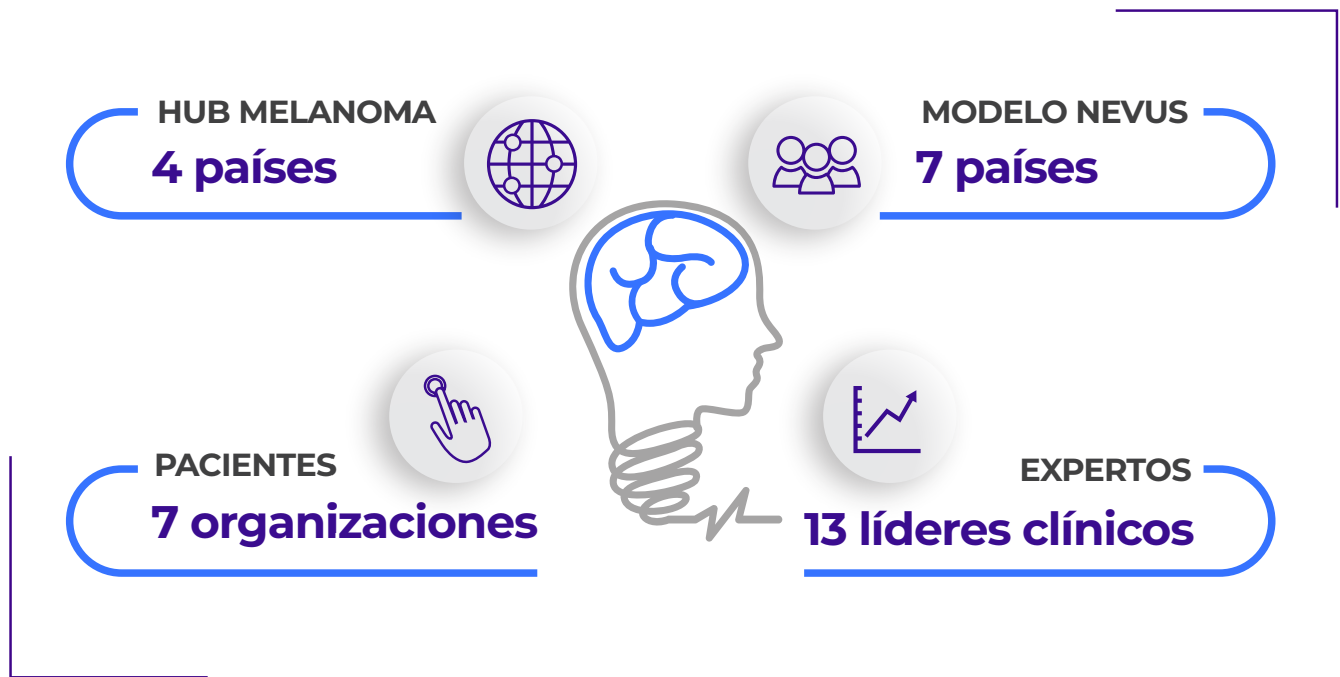 HUB MELANOMA
4 países
MODELO NEVUS
7 países
PACIENTES
7 organizaciones
EXPERTOS
13 líderes clínicos